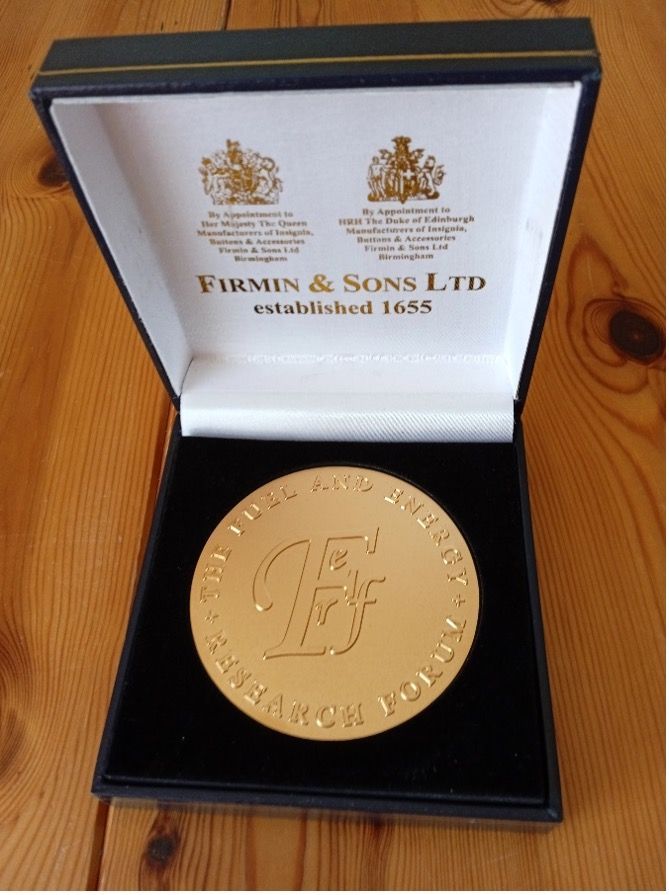 By Appointment to
Her Majesty The Queen
Manufacturers of Insignia,
Buttons & Accessories
Firmin & Sons Ltd
Birmingham
By Appointment to
HRH The Duke of Edinburgh
Manufacturers of Insignia,
Buttons & Accessories
Firmin & Sons Ltd
Birmingham
FIRMIN & SONS LTD
established 1655
THE FUEL AND ENERGY
RESEARCH FORUM
Ferf